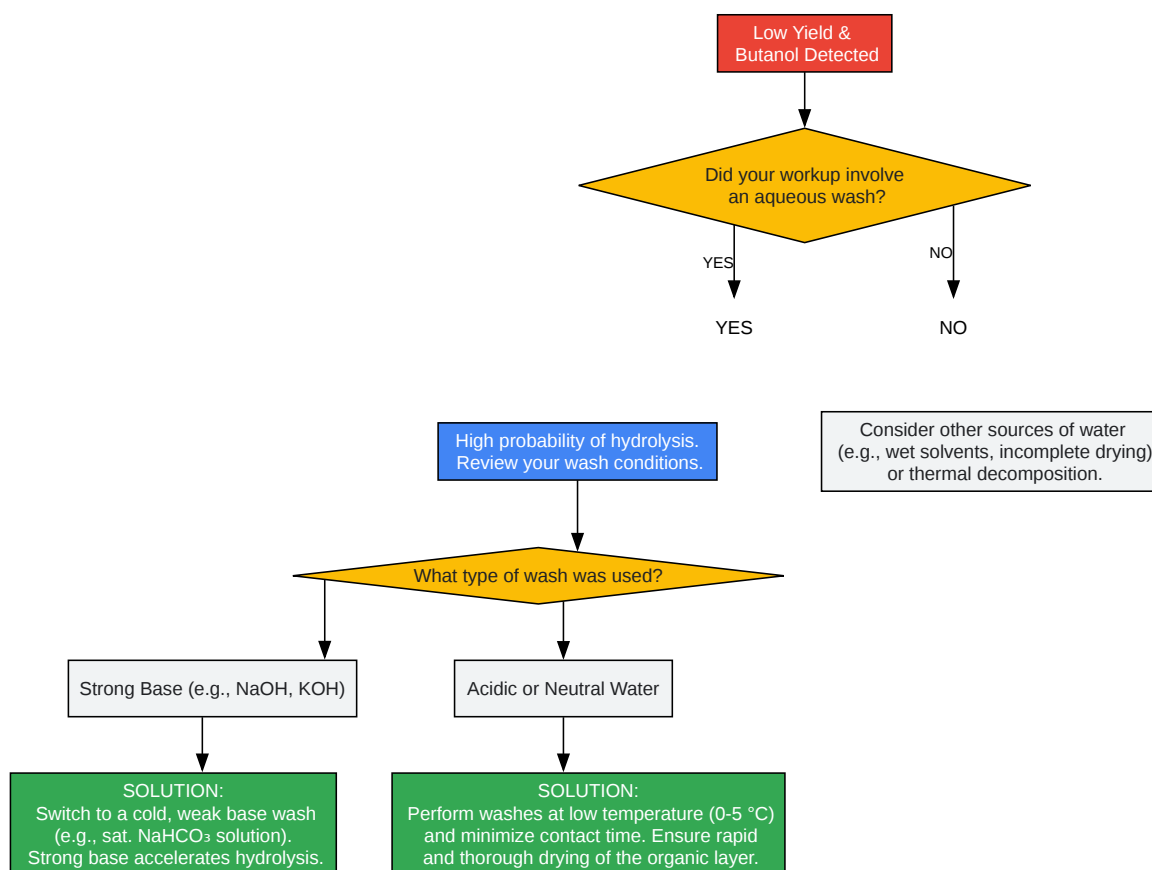 Low Yield &
Butanol Detected
Did your workup involve
an aqueous wash?
YES
NO
YES
NO
High probability of hydrolysis.
Review your wash conditions.
Consider other sources of water
(e.g., wet solvents, incomplete drying)
or thermal decomposition.
What type of wash was used?
Strong Base (e.g., NaOH, KOH)
Acidic or Neutral Water
SOLUTION:
Switch to a cold, weak base wash
(e.g., sat. NaHCO₃ solution).
Strong base accelerates hydrolysis.
SOLUTION:
Perform washes at low temperature (0-5 °C)
and minimize contact time. Ensure rapid
and thorough drying of the organic layer.